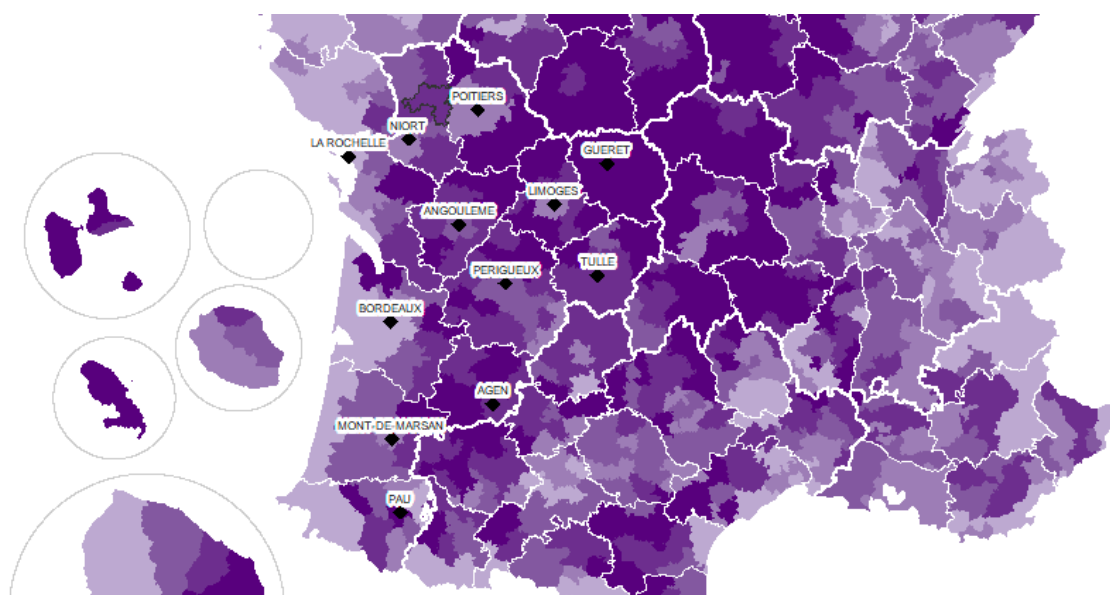 POITIERS
NIORT
LA ROCHELLE
GUERET
LIMOGES
ANGOULEME
TULLE
PERIGUEUX
BORDEAUX
AGEN
MONT-DE-MARSAN
PAU